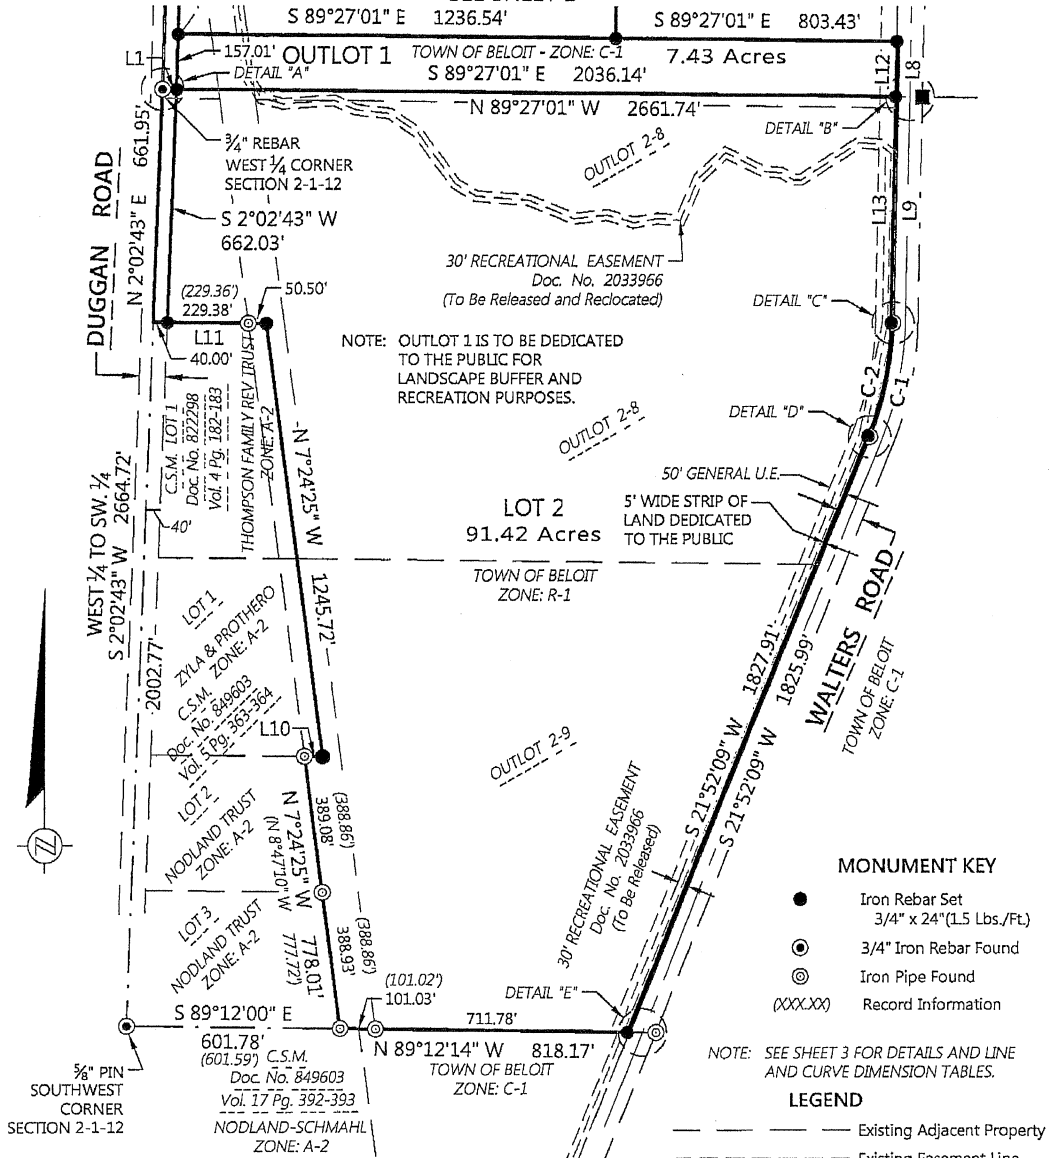 S 89°27'01" E 1236.54'
S 89°27'01" E 803.43'
L1
157.01'
OUTLOT 1
TOWN OF BELOIT - ZONE: C-1
7.43 Acres
L12
L8
DETAIL "A"
S 89°27'01" E 2036.14'
N 89°27'01" W 2661.74'
DETAIL "B"
OUTLOT 2-8
3/4" REBAR
WEST 1/4 CORNER
SECTION 2-1-12
N 2°02'43" E 661.95'
DUGGAN ROAD
S 2°02'43" W
662.03'
L13
L9
30' RECREATIONAL EASEMENT
Doc. No. 2033966
(To Be Released and Reclocated)
(229.36')
229.38'
50.50'
DETAIL "C"
L11
40.00'
NOTE: OUTLOT 1 IS TO BE DEDICATED
TO THE PUBLIC FOR
LANDSCAPE BUFFER AND
RECREATION PURPOSES.
C-2
C-1
C.S.M. LOT 1
Doc. No. 822298
Vol. 4 Pg. 182-183
THOMPSON FAMILY REV TRUST
ZONE: A-2
N 7°24'25" W
1245.72'
OUTLOT 2-8
DETAIL "D"
50' GENERAL U.E.
5' WIDE STRIP OF
LAND DEDICATED
TO THE PUBLIC
LOT 2
91.42 Acres
WEST 1/4 TO SW. 1/4
S 2°02'43" W 2664.72'
40'
TOWN OF BELOIT
ZONE: R-1
WALTERS ROAD
TOWN OF BELOIT
ZONE: C-1
2002.77'
LOT 1
ZYLA & PROTHERO
ZONE: A-2
C.S.M.
Doc. No. 849603
Vol. 5 Pg. 363-364
L10
1827.91'
1825.99'
S 21°52'09" W
S 21°52'09" W
OUTLOT 2-9
LOT 2
NODLAND TRUST
ZONE: A-2
N 7°24'25" W
(N 8°47'10" W
778.01'
777.72')
389.08'
(388.86')
388.93'
(388.86')
LOT 3
NODLAND TRUST
ZONE: A-2
30' RECREATIONAL EASEMENT
Doc. No. 2033966
(To Be Released)
MONUMENT KEY
Iron Rebar Set
3/4" x 24"(1.5 Lbs./Ft.)
3/4" Iron Rebar Found
Iron Pipe Found
(XXX.XX) Record Information
(101.02')
101.03'
DETAIL "E"
S 89°12'00" E
601.78'
(601.59')
711.78'
N 89°12'14" W 818.17'
TOWN OF BELOIT
ZONE: C-1
C.S.M.
Doc. No. 849603
Vol. 17 Pg. 392-393
NODLAND-SCHMAHL
ZONE: A-2
5/8" PIN
SOUTHWEST
CORNER
SECTION 2-1-12
NOTE: SEE SHEET 3 FOR DETAILS AND LINE
AND CURVE DIMENSION TABLES.
LEGEND
Existing Adjacent Property